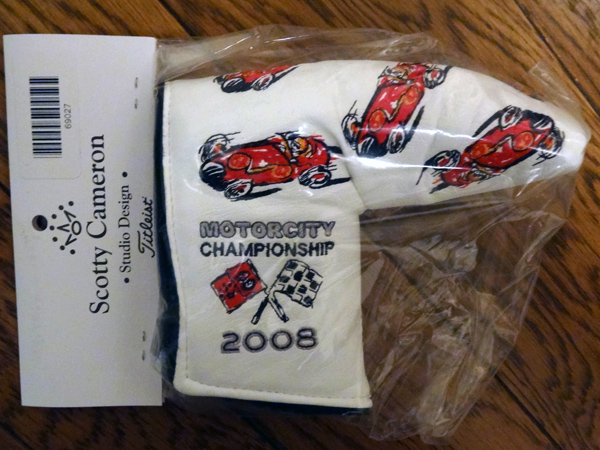 69027
Scotty Cameron
• Studio Design •
Titleist
MOTORCITY
CHAMPIONSHIP
2008